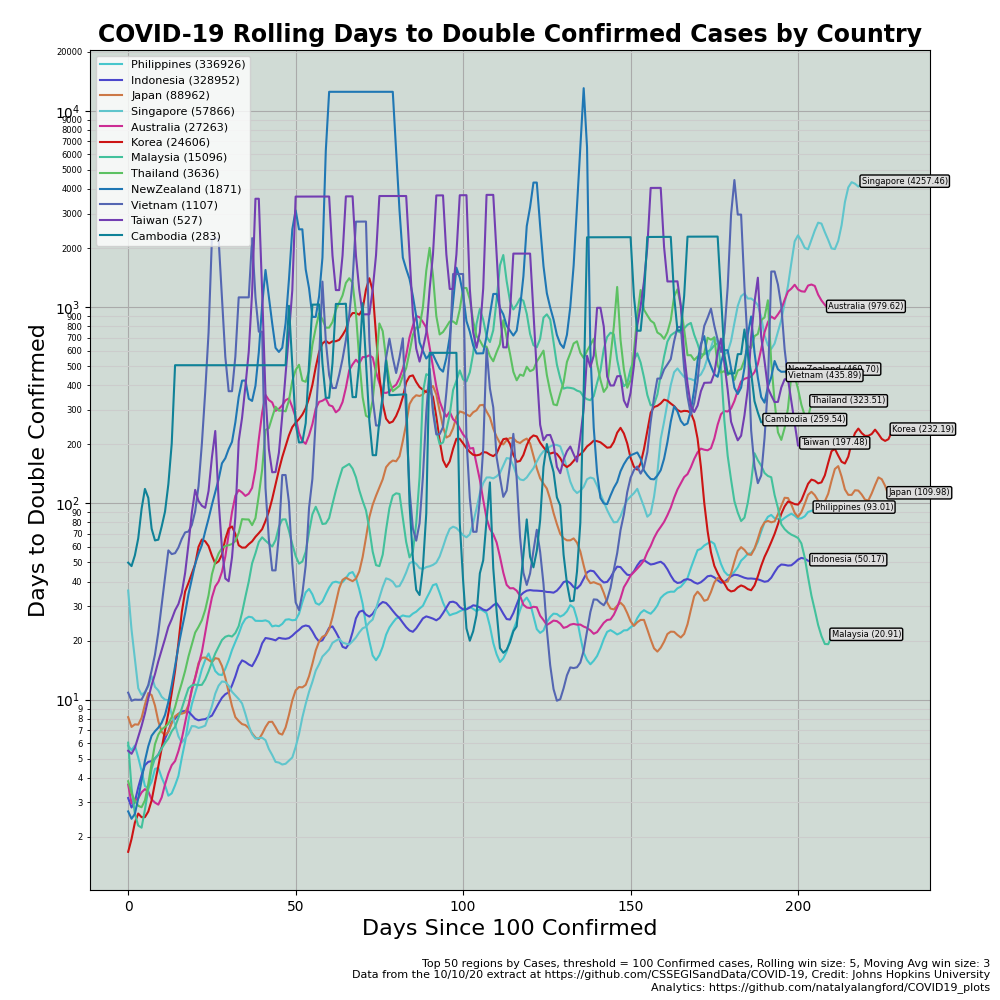 COVID-19 Rolling Days to Double Confirmed Cases by Country
Philippines (336926)
Indonesia (328952)
Japan (88962)
Singapore (57866)
Australia (27263)
Korea (24606)
Malaysia (15096)
Thailand (3636)
NewZealand (1871)
Vietnam (1107)
Taiwan (527)
Cambodia (283)
Days to Double Confirmed
20000
10^4
9000
8000
7000
6000
5000
4000
3000
2000
10^3
900
800
700
600
500
400
300
200
10^2
90
80
70
60
50
40
30
20
10^1
9
8
7
6
5
4
3
2
Singapore (4257.46)
Australia (979.62)
NewZealand (469.70)
Vietnam (435.89)
Thailand (323.51)
Cambodia (259.54)
Korea (232.19)
Taiwan (197.48)
Japan (109.98)
Philippines (93.01)
Indonesia (50.17)
Malaysia (20.91)
0
50
100
150
200
Days Since 100 Confirmed
Top 50 regions by Cases, threshold = 100 Confirmed cases, Rolling win size: 5, Moving Avg win size: 3
Data from the 10/10/20 extract at https://github.com/CSSEGISandData/COVID-19, Credit: Johns Hopkins University
Analytics: https://github.com/natalyalangford/COVID19_plots